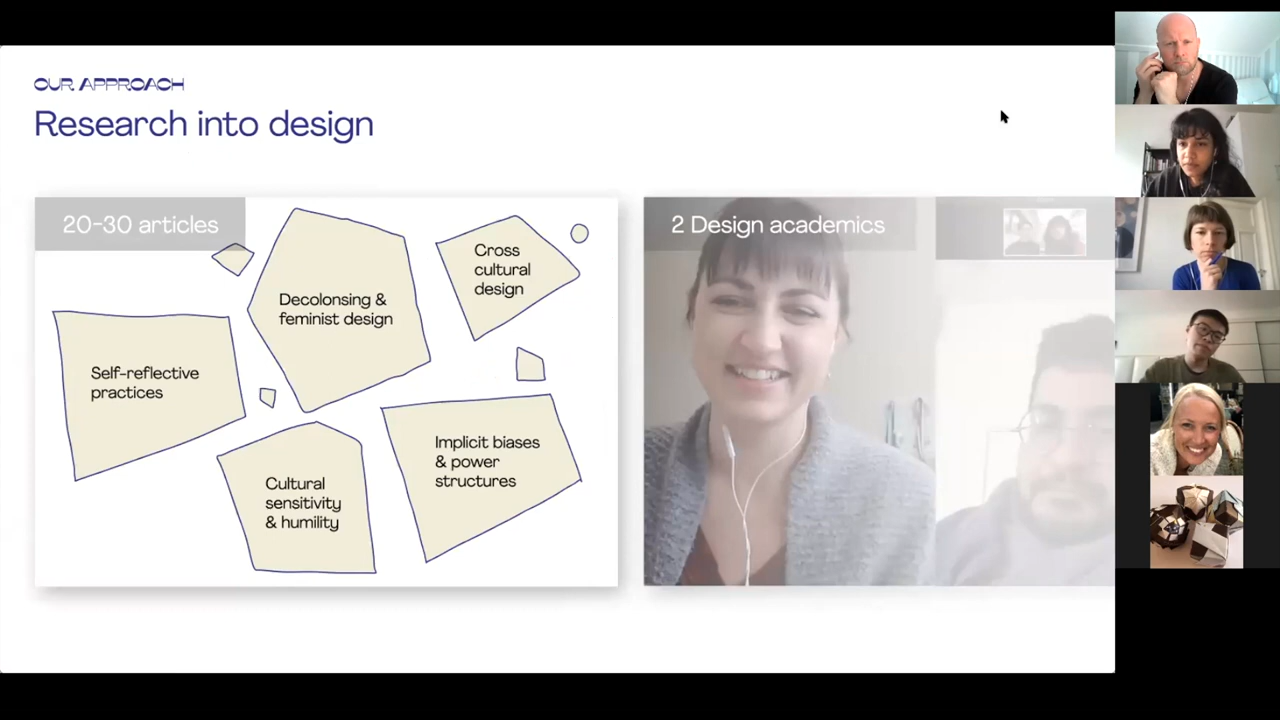 OUR APPROACH
Research into design
20-30 articles
2 Design academics
Cross
cultural
design
Decolonsing &
feminist design
Self-reflective
practices
Implicit biases
& power
structures
Cultural
sensitivity
& humility